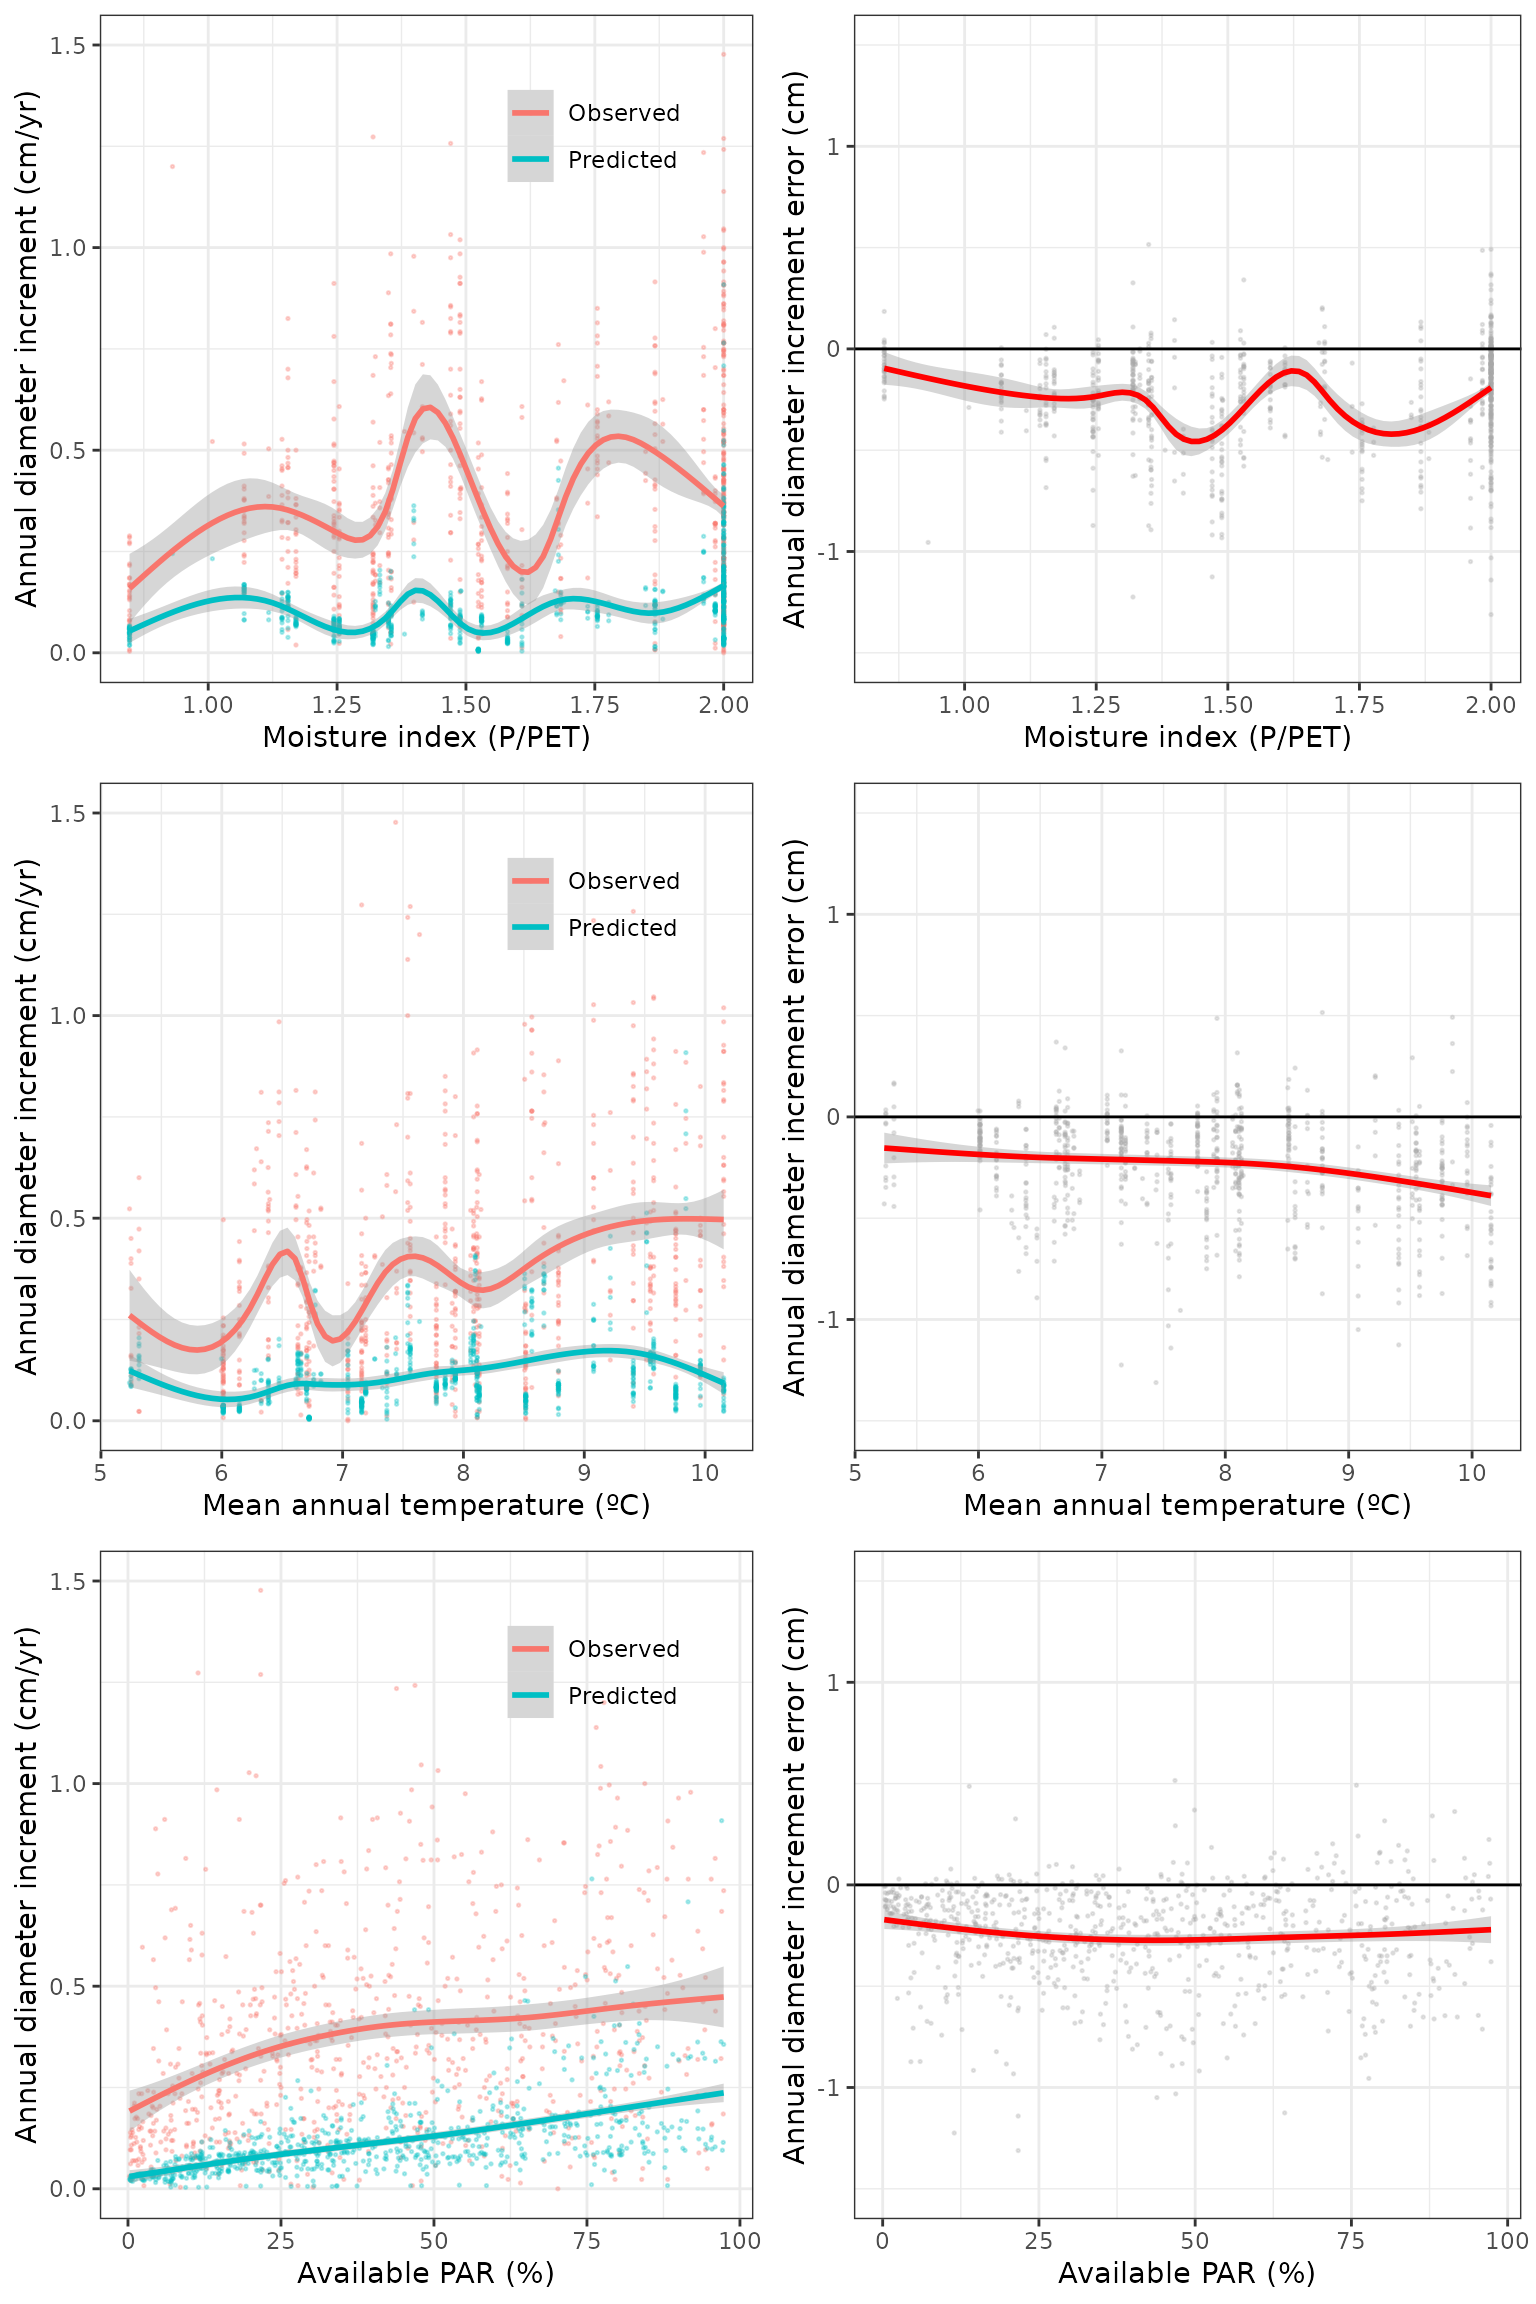 Annual diameter increment (cm/yr)
1.5
1.0
0.5
0.0
Observed
Predicted
1.00 1.25 1.50 1.75 2.00
Moisture index (P/PET)
Annual diameter increment error (cm)
1
0
-1
1.00 1.25 1.50 1.75 2.00
Moisture index (P/PET)
Annual diameter increment (cm/yr)
1.5
1.0
0.5
0.0
Observed
Predicted
5 6 7 8 9 10
Mean annual temperature (ºC)
Annual diameter increment error (cm)
1
0
-1
5 6 7 8 9 10
Mean annual temperature (ºC)
Annual diameter increment (cm/yr)
1.5
1.0
0.5
0.0
Observed
Predicted
0 25 50 75 100
Available PAR (%)
Annual diameter increment error (cm)
1
0
-1
0 25 50 75 100
Available PAR (%)